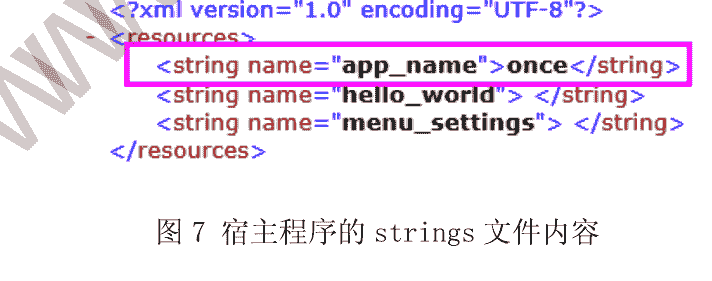 <?xml version="1.0" encoding="UTF-8"?>
- <resources>
<string name="app_name">once</string>
<string name="hello_world"> </string>
<string name="menu_settings"> </string>
</resources>
图 7 宿主程序的 strings 文件内容